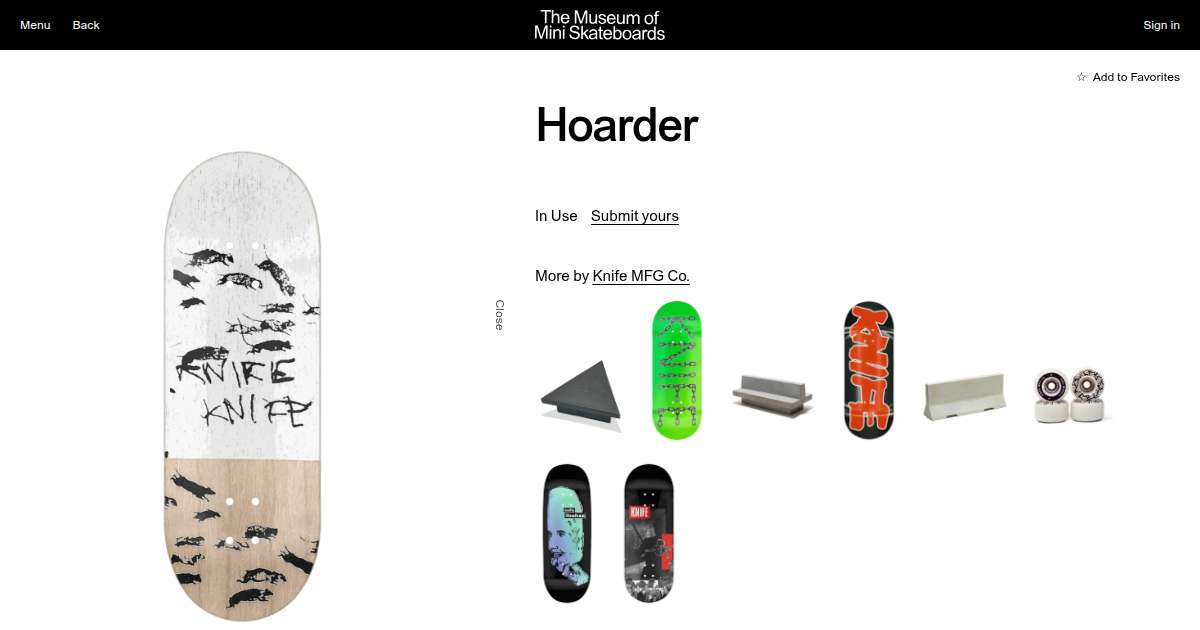 Menu
Back
The Museum of
Mini Skateboards
Sign in
☆ Add to Favorites
Hoarder
In Use Submit yours
More by Knife MFG Co.
Close
KNIFE
KNIFE
KNIFE
KNIFE
KNIFE